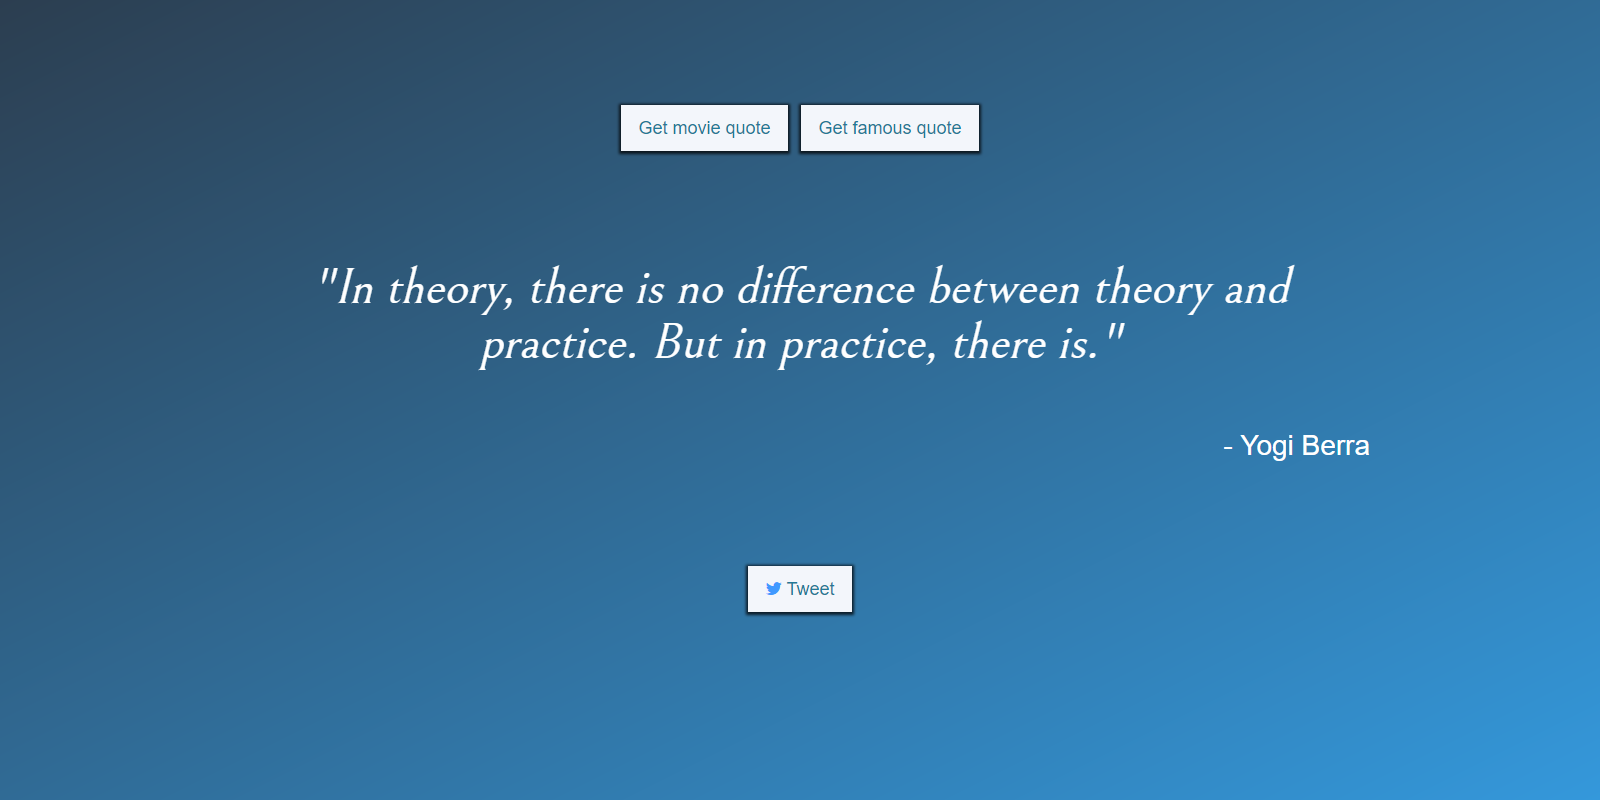 Get movie quote Get famous quote
"In theory, there is no difference between theory and
practice. But in practice, there is."
- Yogi Berra
Tweet